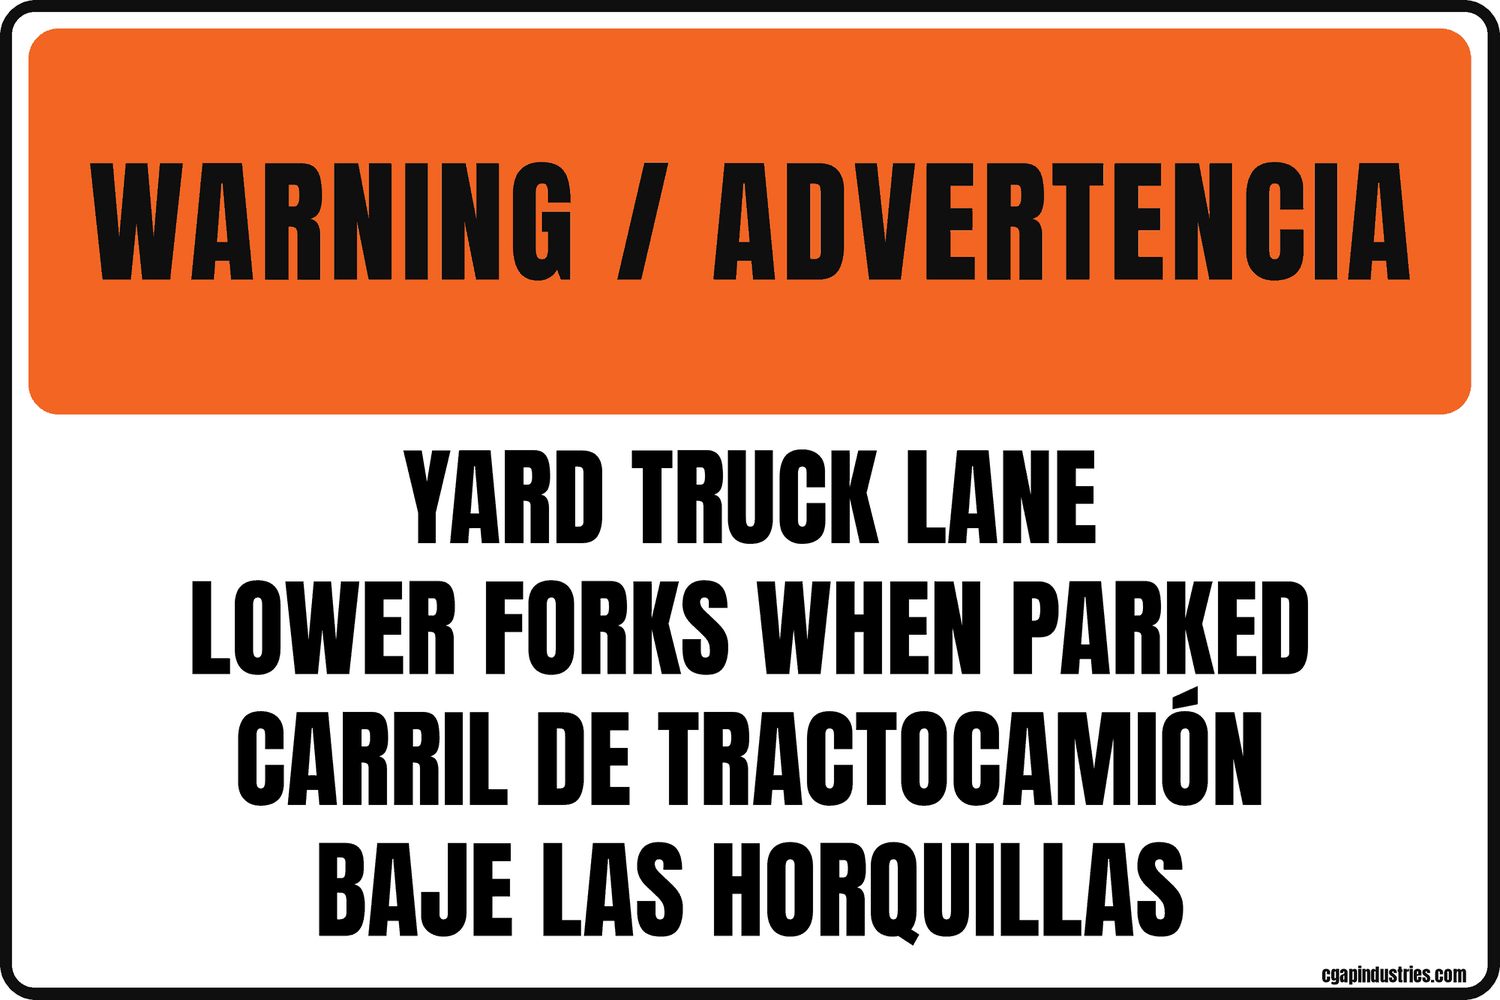 WARNING / ADVERTENCIA
YARD TRUCK LANE
LOWER FORKS WHEN PARKED
CARRIL DE TRACTOCAMIÓN
BAJE LAS HORQUILLAS
cgapindustries.com